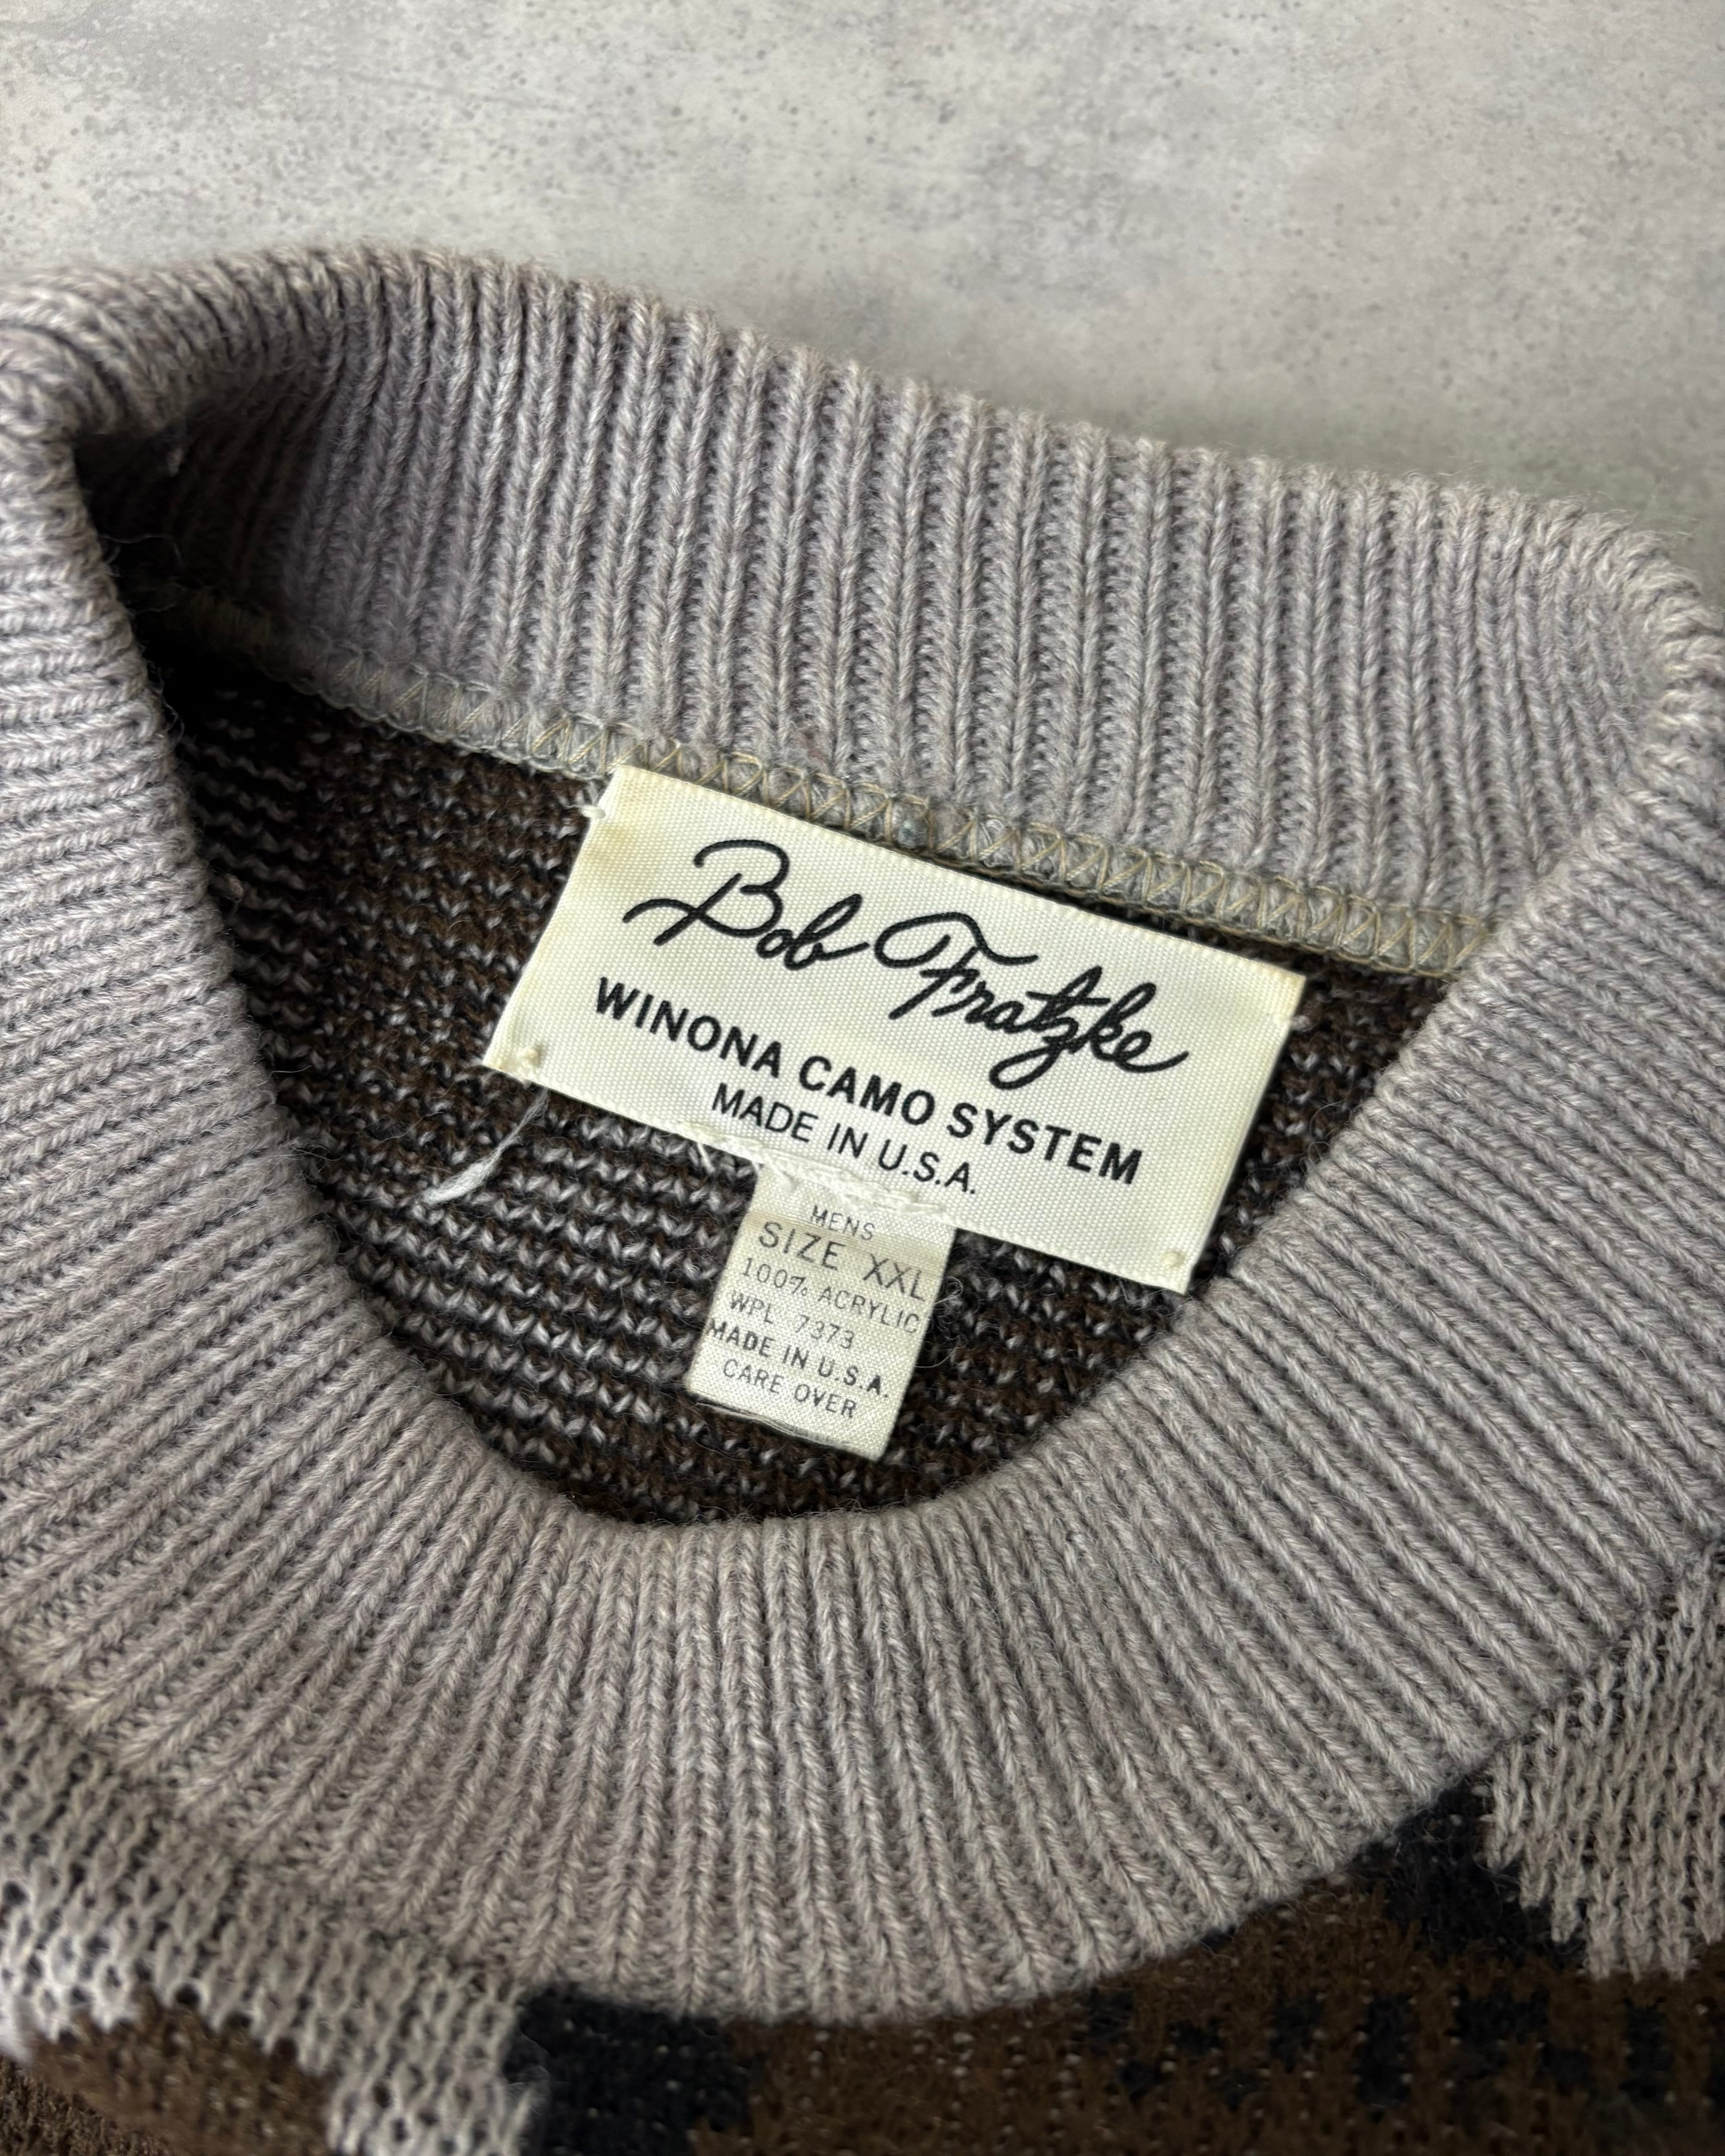 Bob Fratzke
WINONA CAMO SYSTEM
MADE IN U.S.A.
MENS
SIZE XXL
100% ACRYLIC
WPL 7373
MADE IN U.S.A.
CARE OVER